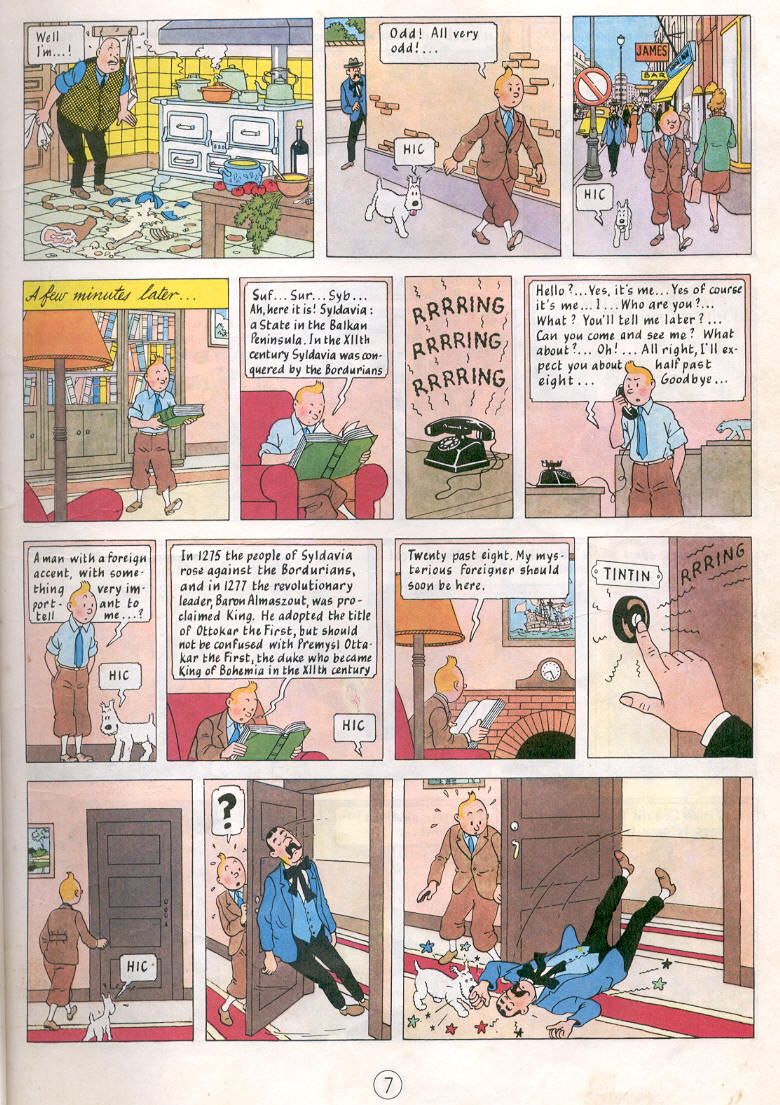 Well
I'm...!
Odd! All very
odd!...
HIC
JAMES
BAR
HIC
A few minutes later...
Suf... Sur... Syb...
Ah, here it is! Syldavia:
a State in the Balkan
Peninsula. In the XIIth
century Syldavia was con-
quered by the Bordurians
RRRRING
RRRRING
RRRRING
Hello?...Yes, it's me... Yes of course
it's me... I... Who are you?...
What? You'll tell me later?...
Can you come and see me? What
about?... Oh!... All right, I'll ex-
pect you about half past
eight... Goodbye...
A man with a foreign
accent, with some-
thing very im-
port- ant to
tell me...?
HIC
In 1275 the people of Syldavia
rose against the Bordurians,
and in 1277 the revolutionary
leader, Baron Almaszout, was pro-
claimed King. He adopted the title
of Ottokar the First, but should
not be confused with Premysl Otta-
kar the First, the duke who became
King of Bohemia in the XIIth century
HIC
Twenty past eight. My mys-
terious foreigner should
soon be here.
TINTIN
RRRING
HIC
?
7